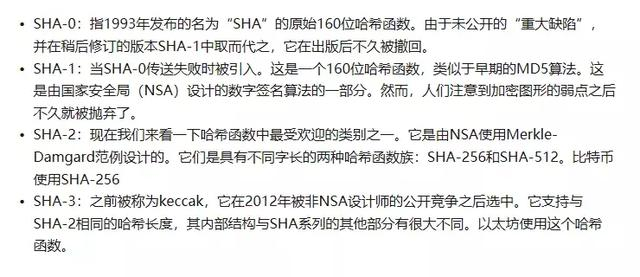 • SHA-0：指1993年发布的名为“SHA”的原始160位哈希函数。由于未公开的“重大缺陷”，
并在稍后修订的版本SHA-1中取而代之，它在出版后不久被撤回。
• SHA-1：当SHA-0传送失败时被引入。这是一个160位哈希函数，类似于早期的MD5算法。这
是由国家安全局（NSA）设计的数字签名算法的一部分。然而，人们注意到加密图形的弱点之后
不久就被抛弃了。
• SHA-2：现在我们来看一下哈希函数中最受欢迎的类别之一。它是由NSA使用Merkle-
Damgard范例设计的。它们是具有不同字长的两种哈希函数族：SHA-256和SHA-512。比特币
使用SHA-256
• SHA-3：之前被称为keccak，它在2012年被非NSA设计师的公开竞争之后选中。它支持与
SHA-2相同的哈希长度，其内部结构与SHA系列的其他部分有很大不同。以太坊使用这个哈希
函数。